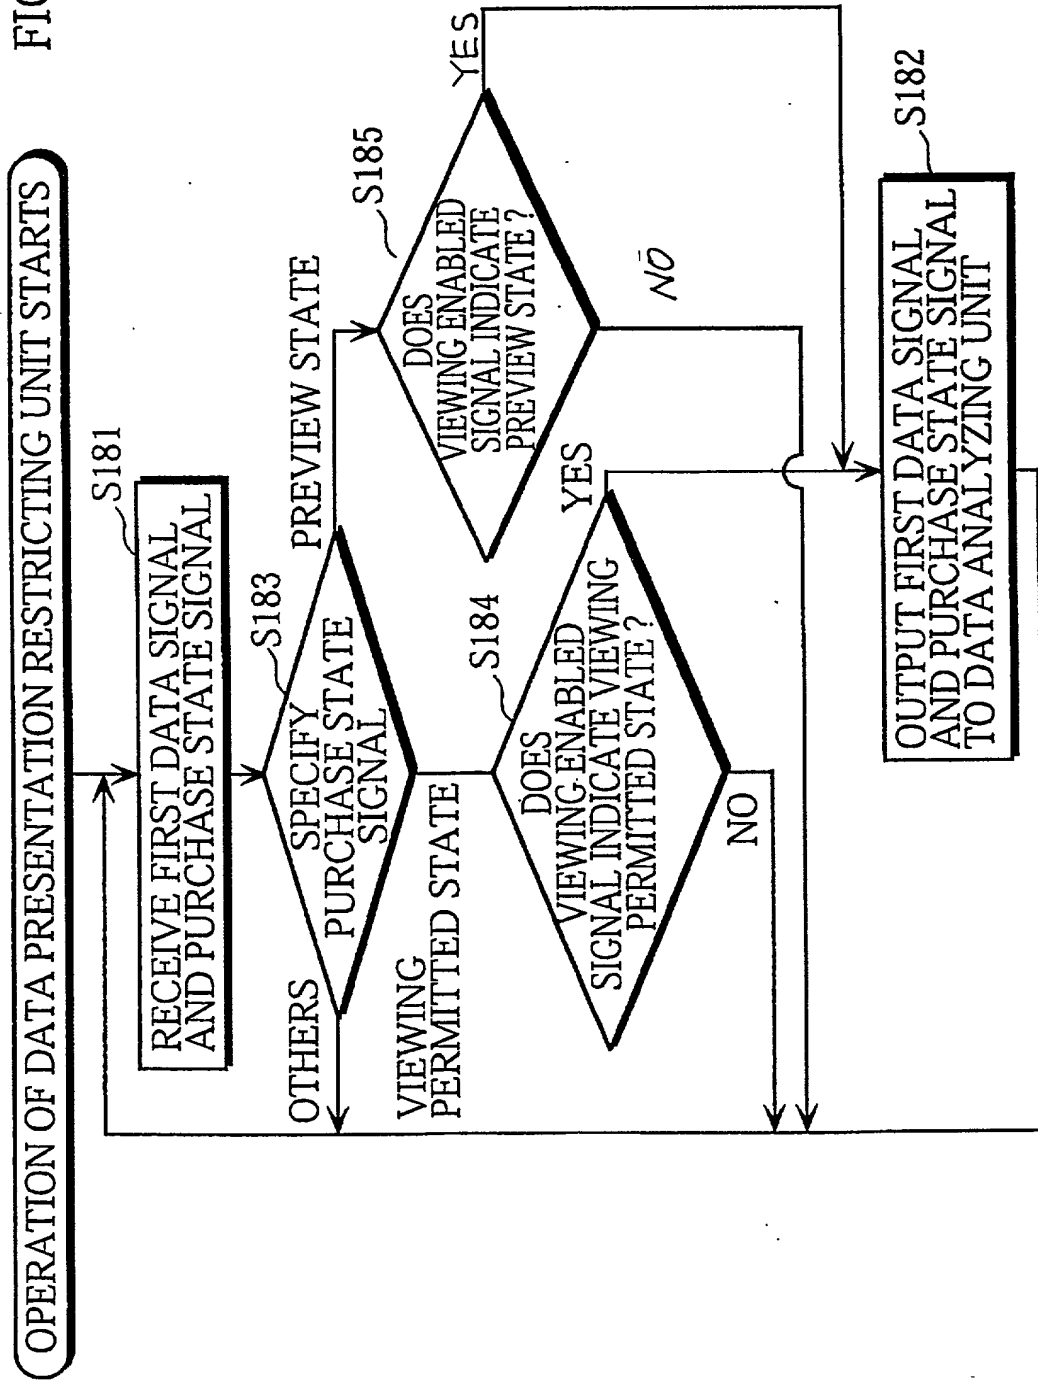 FIG
OPERATION OF DATA PRESENTATION RESTRICTING UNIT STARTS
S181
RECEIVE FIRST DATA SIGNAL
AND PURCHASE STATE SIGNAL
S183
SPECIFY
PURCHASE STATE
SIGNAL
OTHERS
PREVIEW STATE
VIEWING
PERMITTED STATE
S185
DOES
VIEWING ENABLED
SIGNAL INDICATE
PREVIEW STATE?
YES
NO
S184
DOES
VIEWING ENABLED
SIGNAL INDICATE VIEWING
PERMITTED STATE?
YES
NO
S182
OUTPUT FIRST DATA SIGNAL
AND PURCHASE STATE SIGNAL
TO DATA ANALYZING UNIT